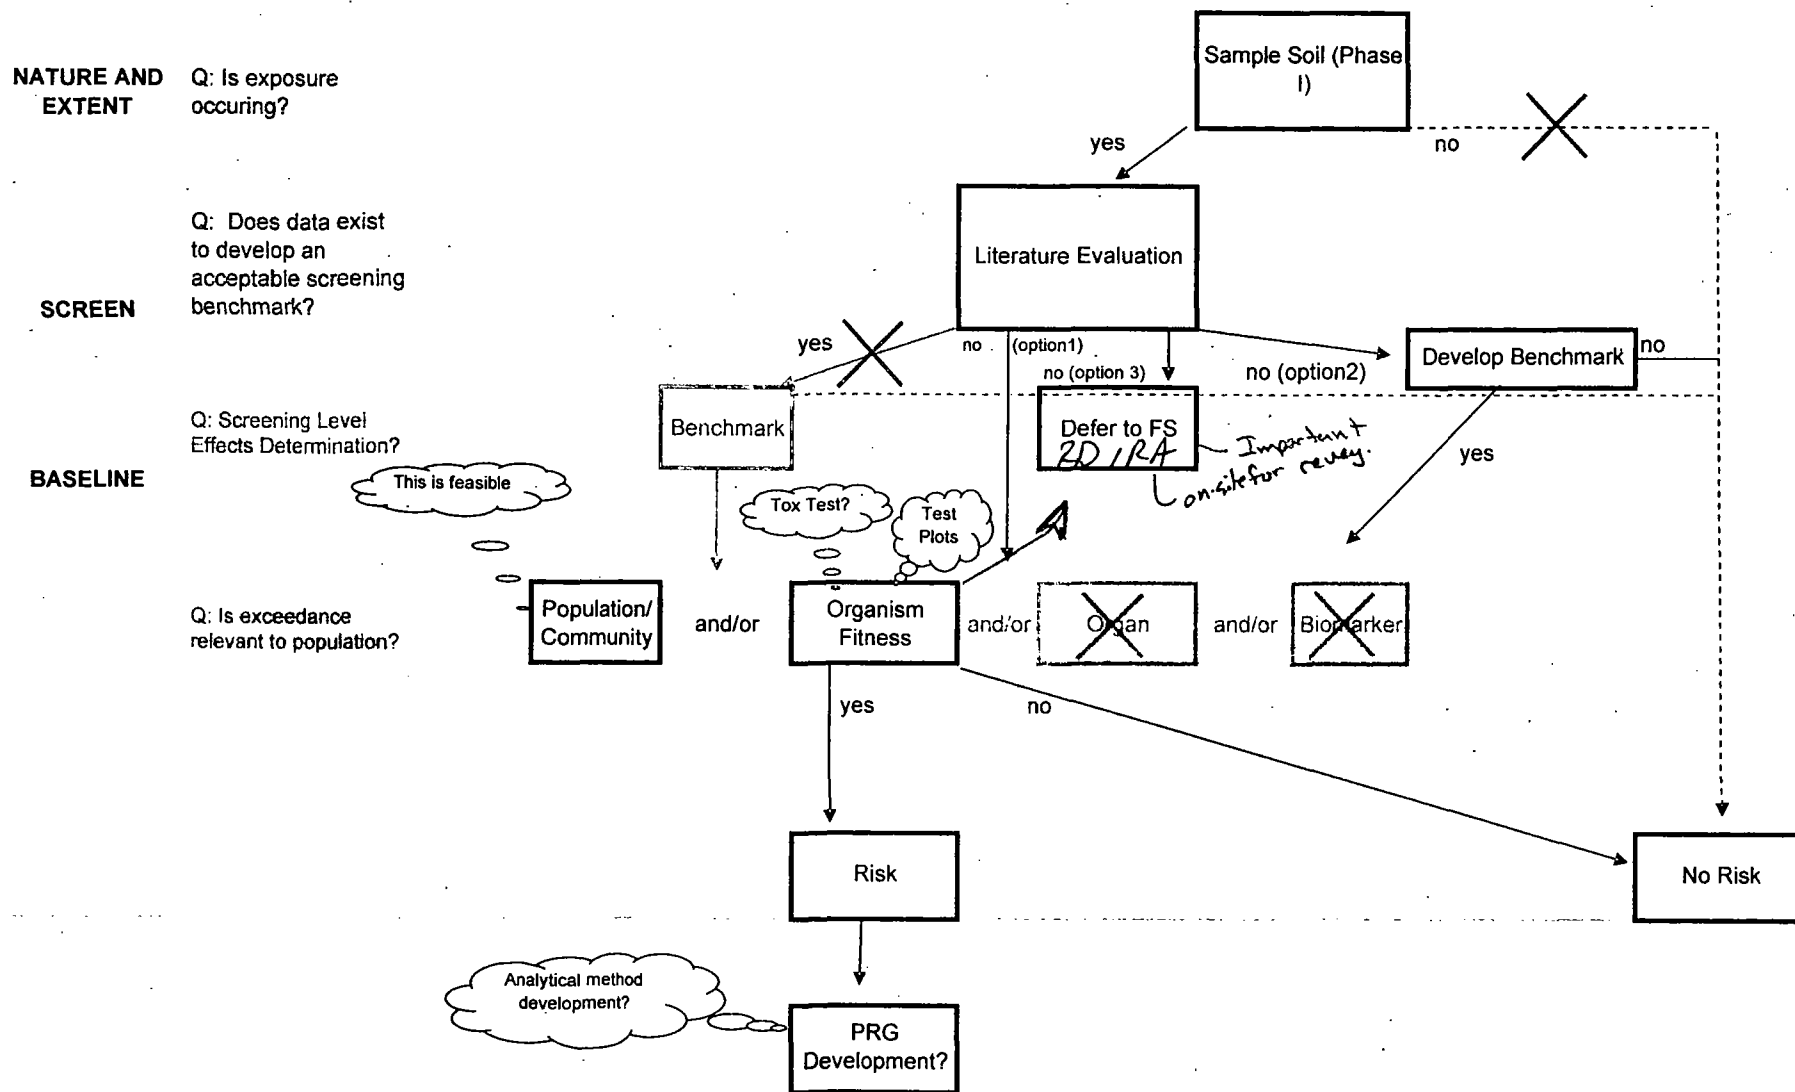 Sample Soil (Phase
I)
NATURE AND
EXTENT
Q: Is exposure
occuring?
yes
no
Q: Does data exist
to develop an
acceptable screening
benchmark?
SCREEN
Literature Evaluation
yes
no
(option1)
no (option 3)
no (option2)
Develop Benchmark
no
Q: Screening Level
Effects Determination?
BASELINE
Benchmark
Defer to FS
RD / RA
Important
on-site for
yes
This is feasible
Tox Test?
Test
Plots
Q: Is exceedance
relevant to population?
Population/
Community
and/or
Organism
Fitness
and/or
Organ
and/or
Biomarker
yes
no
Risk
No Risk
Analytical method
development?
PRG
Development?